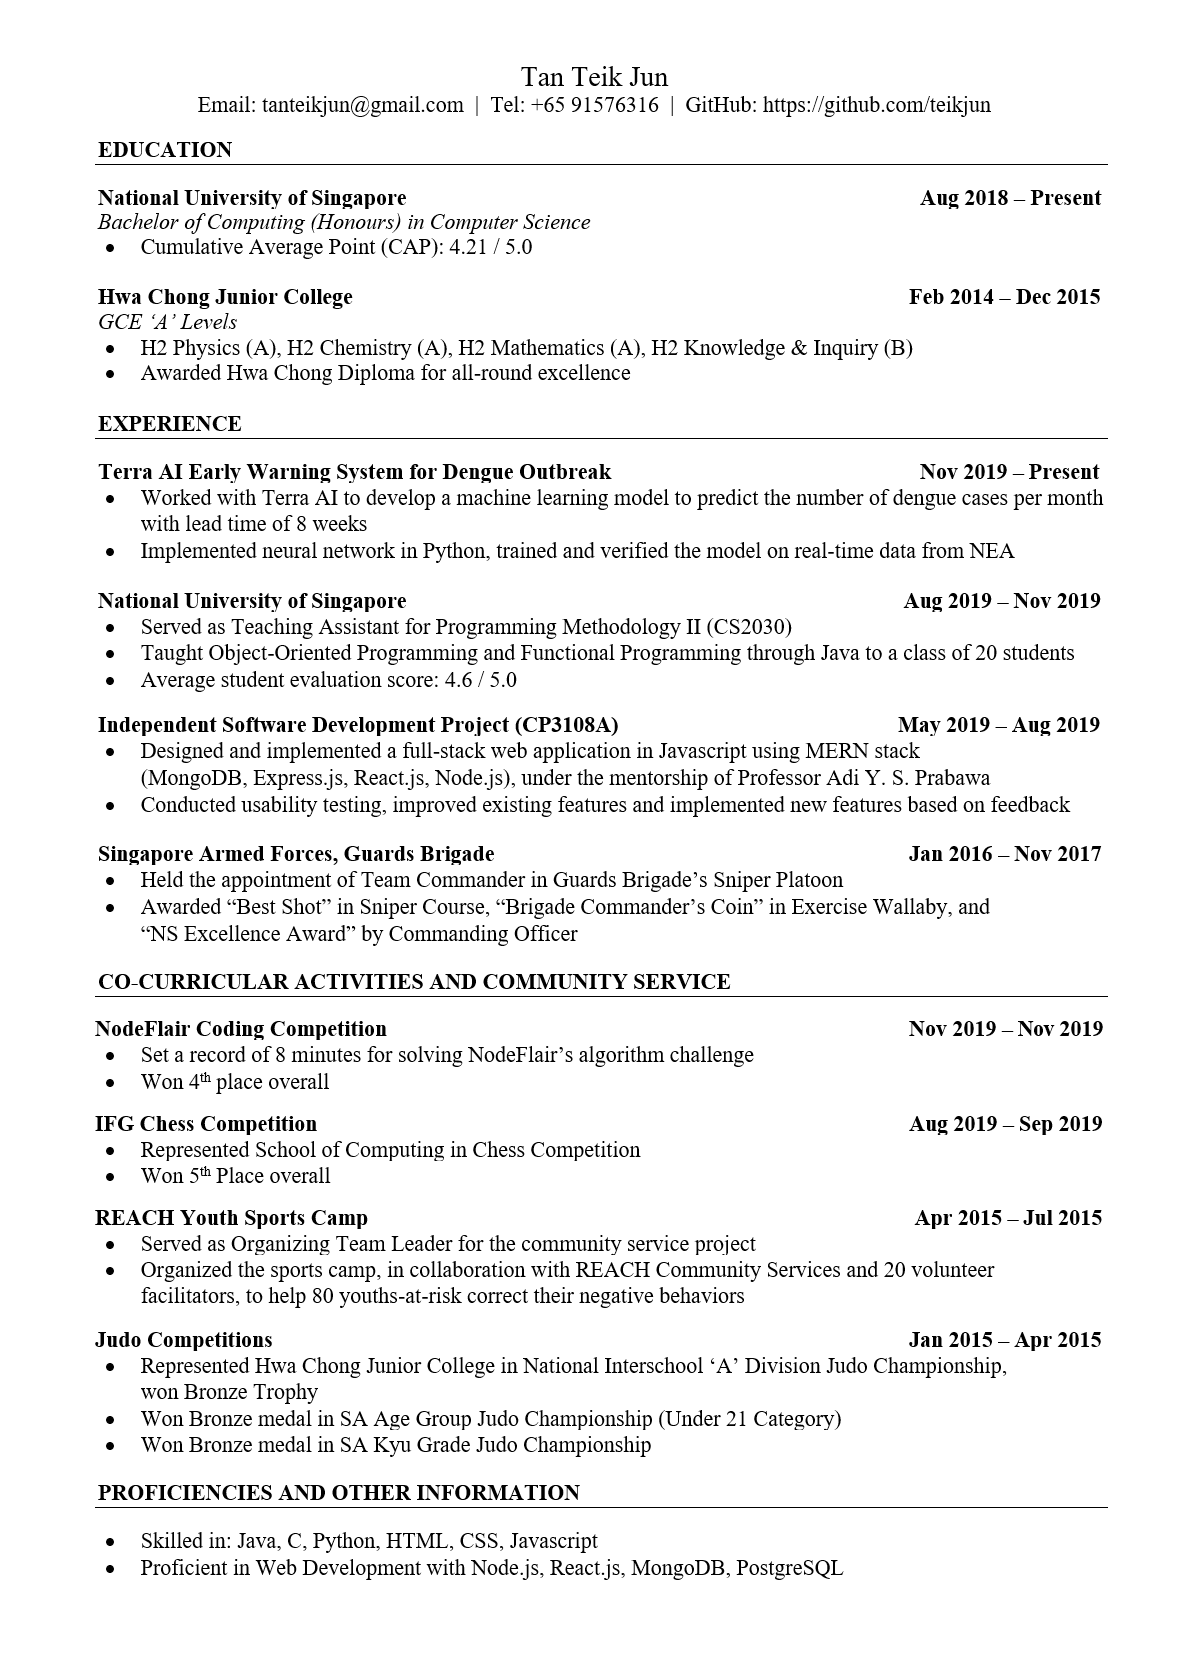 Tan Teik Jun
Email: tanteikjun@gmail.com | Tel: +65 91576316 | GitHub: https://github.com/teikjun
EDUCATION
National University of Singapore Aug 2018 – Present
Bachelor of Computing (Honours) in Computer Science
• Cumulative Average Point (CAP): 4.21 / 5.0
Hwa Chong Junior College Feb 2014 – Dec 2015
GCE ‘A’ Levels
• H2 Physics (A), H2 Chemistry (A), H2 Mathematics (A), H2 Knowledge & Inquiry (B)
• Awarded Hwa Chong Diploma for all-round excellence
EXPERIENCE
Terra AI Early Warning System for Dengue Outbreak Nov 2019 – Present
• Worked with Terra AI to develop a machine learning model to predict the number of dengue cases per month
with lead time of 8 weeks
• Implemented neural network in Python, trained and verified the model on real-time data from NEA
National University of Singapore Aug 2019 – Nov 2019
• Served as Teaching Assistant for Programming Methodology II (CS2030)
• Taught Object-Oriented Programming and Functional Programming through Java to a class of 20 students
• Average student evaluation score: 4.6 / 5.0
Independent Software Development Project (CP3108A) May 2019 – Aug 2019
• Designed and implemented a full-stack web application in Javascript using MERN stack
(MongoDB, Express.js, React.js, Node.js), under the mentorship of Professor Adi Y. S. Prabawa
• Conducted usability testing, improved existing features and implemented new features based on feedback
Singapore Armed Forces, Guards Brigade Jan 2016 – Nov 2017
• Held the appointment of Team Commander in Guards Brigade’s Sniper Platoon
• Awarded “Best Shot” in Sniper Course, “Brigade Commander’s Coin” in Exercise Wallaby, and
“NS Excellence Award” by Commanding Officer
CO-CURRICULAR ACTIVITIES AND COMMUNITY SERVICE
NodeFlair Coding Competition Nov 2019 – Nov 2019
• Set a record of 8 minutes for solving NodeFlair’s algorithm challenge
• Won 4th place overall
IFG Chess Competition Aug 2019 – Sep 2019
• Represented School of Computing in Chess Competition
• Won 5th Place overall
REACH Youth Sports Camp Apr 2015 – Jul 2015
• Served as Organizing Team Leader for the community service project
• Organized the sports camp, in collaboration with REACH Community Services and 20 volunteer
facilitators, to help 80 youths-at-risk correct their negative behaviors
Judo Competitions Jan 2015 – Apr 2015
• Represented Hwa Chong Junior College in National Interschool ‘A’ Division Judo Championship,
won Bronze Trophy
• Won Bronze medal in SA Age Group Judo Championship (Under 21 Category)
• Won Bronze medal in SA Kyu Grade Judo Championship
PROFICIENCIES AND OTHER INFORMATION
• Skilled in: Java, C, Python, HTML, CSS, Javascript
• Proficient in Web Development with Node.js, React.js, MongoDB, PostgreSQL